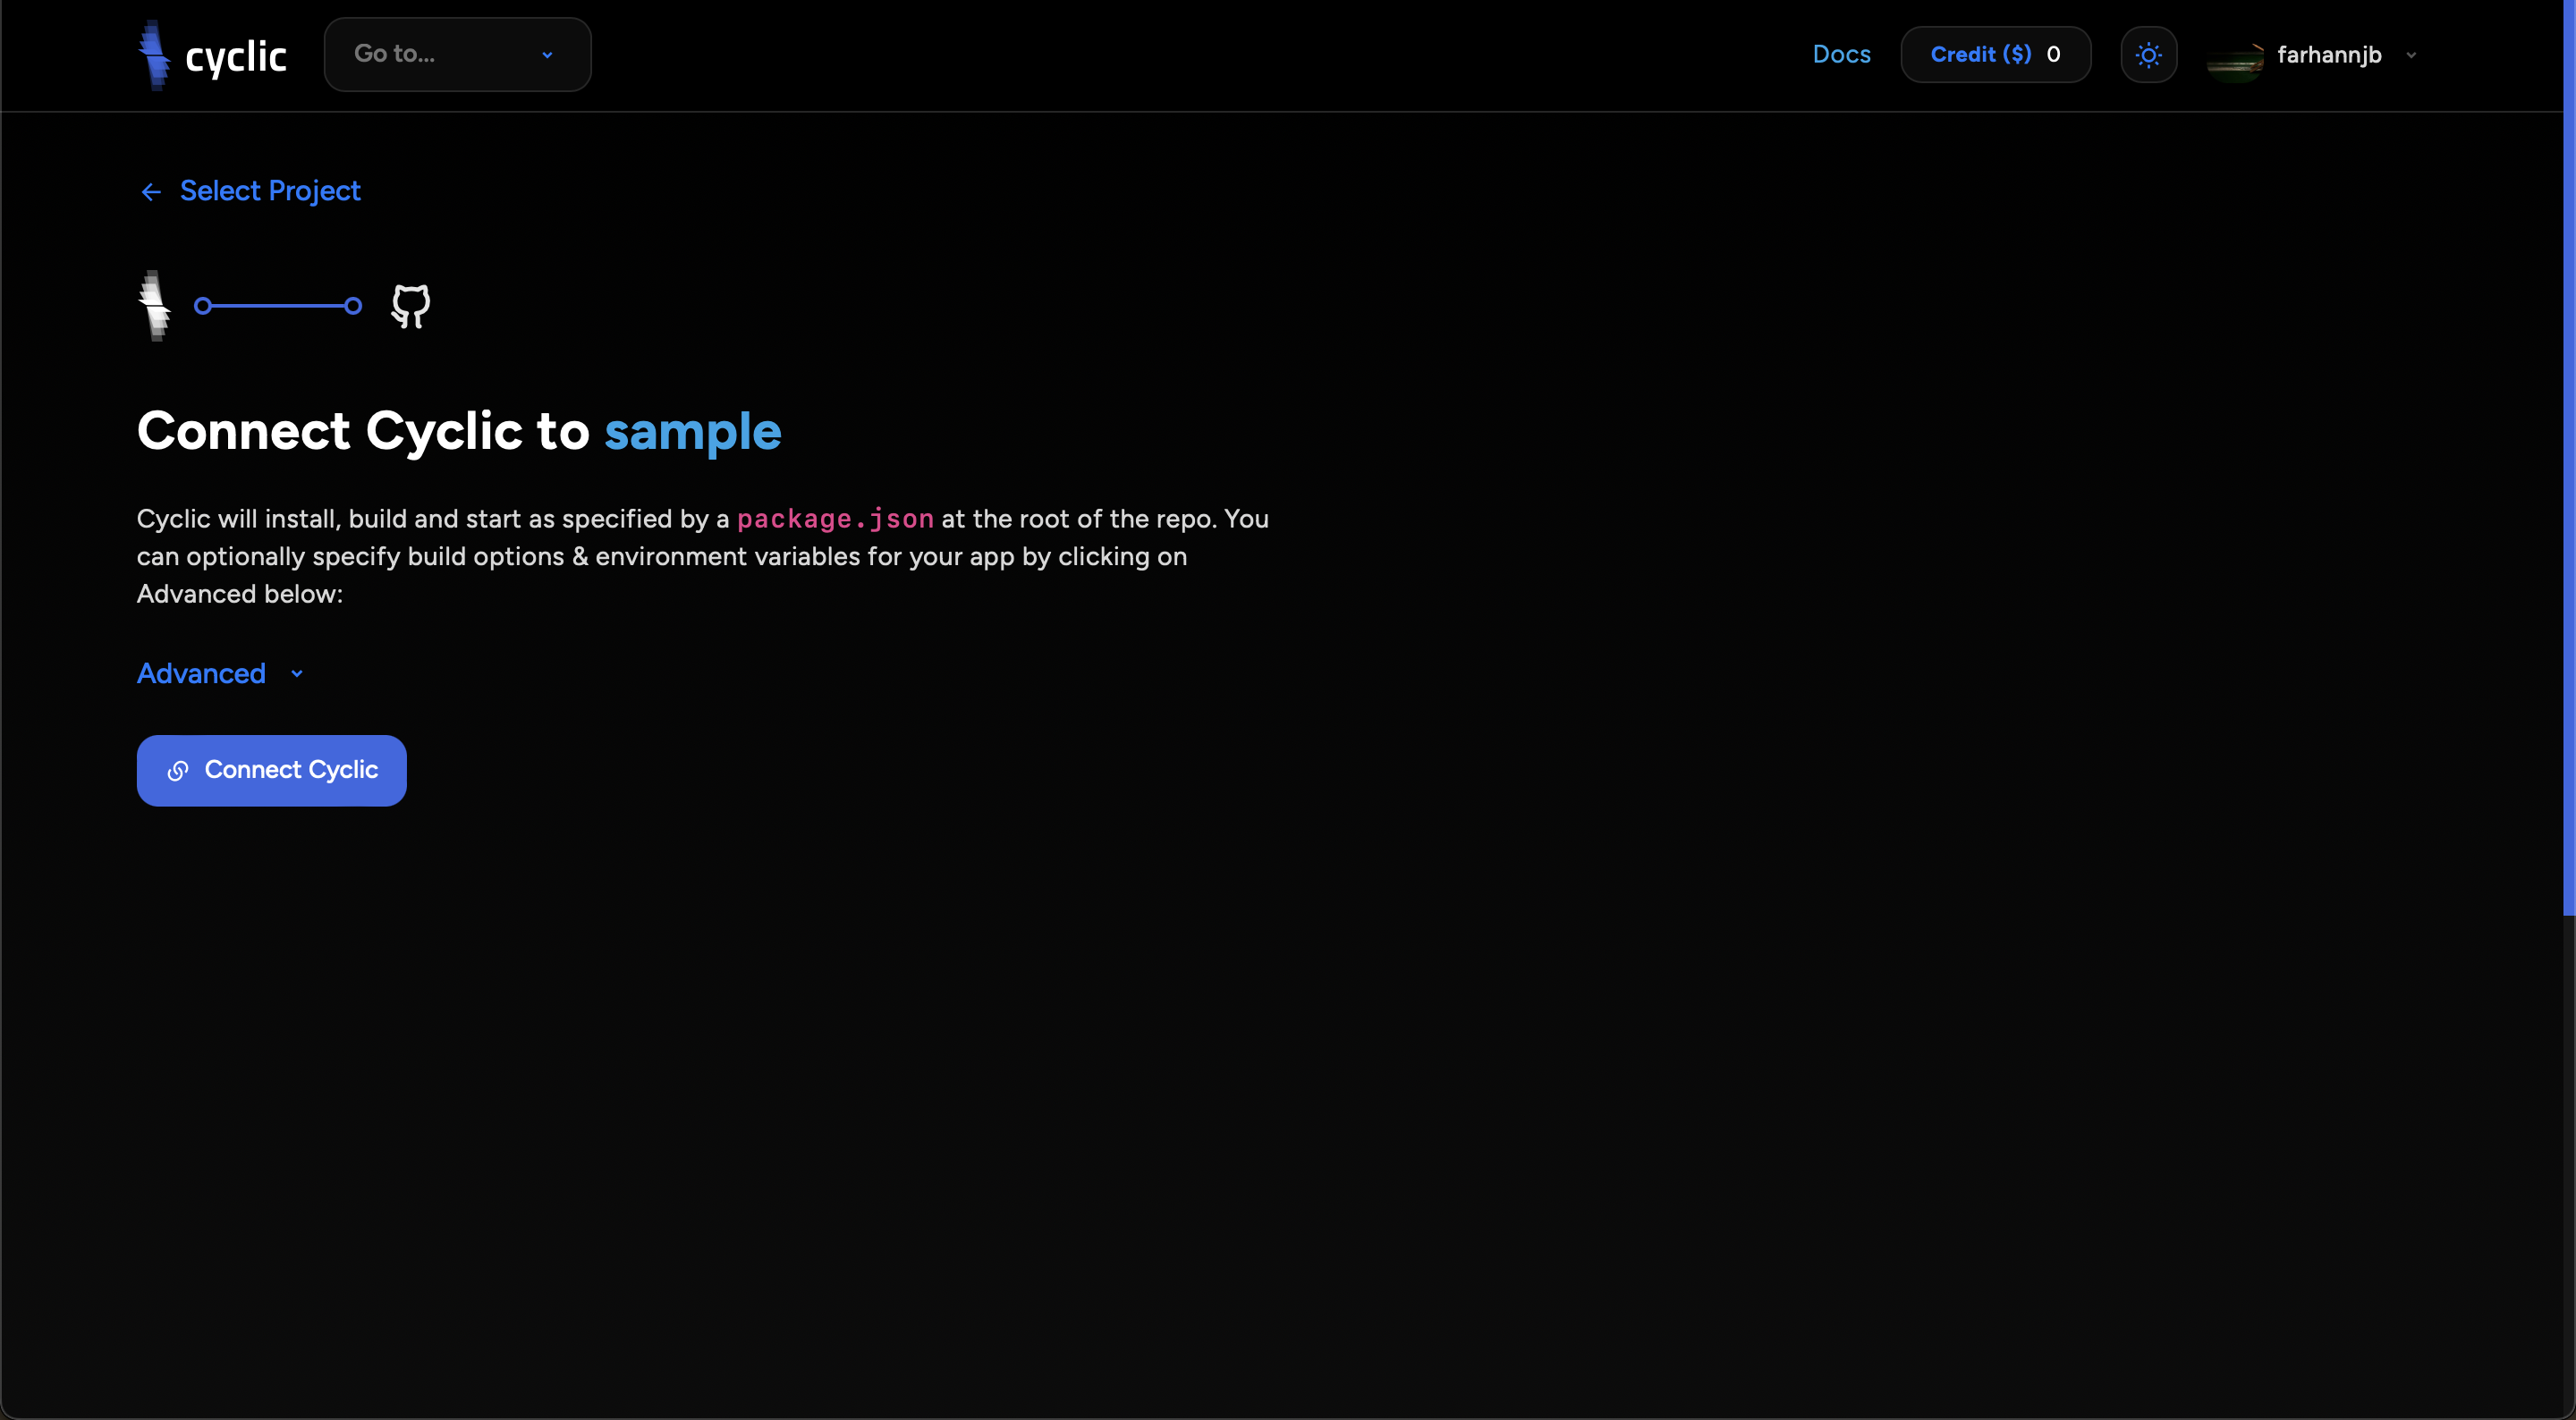 cyclic
Go to...
Docs
Credit ($) 0
farhannjb
Select Project
Connect Cyclic to sample
Cyclic will install, build and start as specified by a package.json at the root of the repo. You
can optionally specify build options & environment variables for your app by clicking on
Advanced below:
Advanced
Connect Cyclic